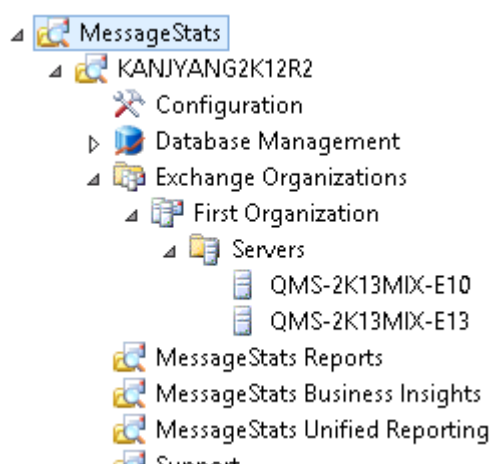 MessageStats
KANJYANG2K12R2
Configuration
Database Management
Exchange Organizations
First Organization
Servers
QMS-2K13MIX-E10
QMS-2K13MIX-E13
MessageStats Reports
MessageStats Business Insights
MessageStats Unified Reporting
Support